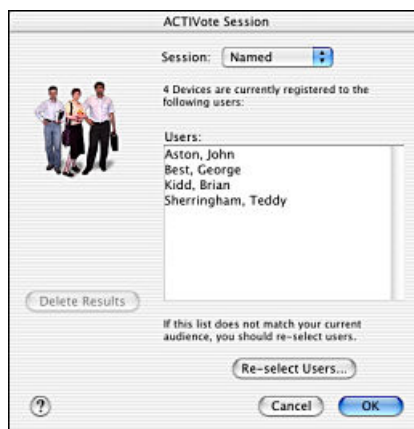 ACTIVote Session
Session: Named
4 Devices are currently registered to the
following users:
Users:
Aston, John
Best, George
Kidd, Brian
Sherringham, Teddy
Delete Results
If this list does not match your current
audience, you should re-select users.
Re-select Users...
?
Cancel
OK